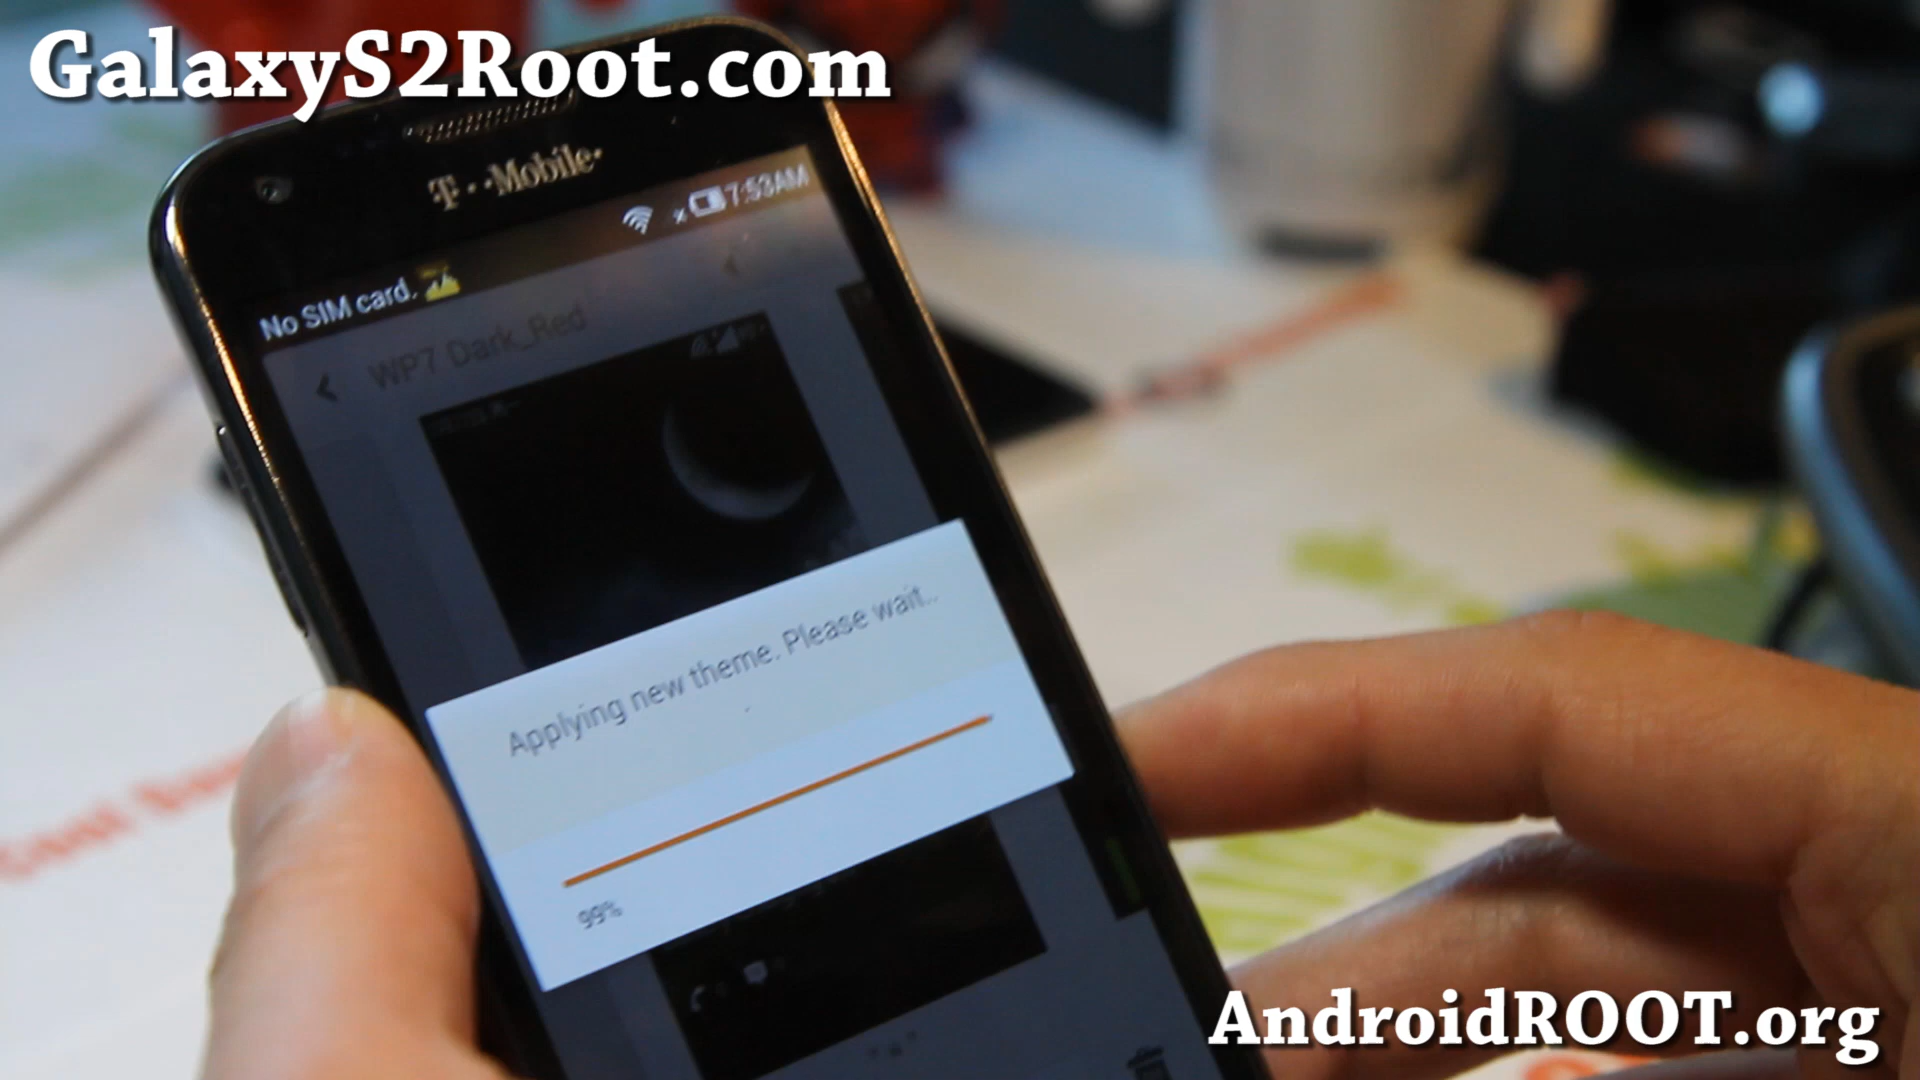 GalaxyS2Root.com
T··Mobile·
7:53AM
No SIM card.
WP7 Dark_Red
Applying new theme. Please wait...
99%
AndroidROOT.org